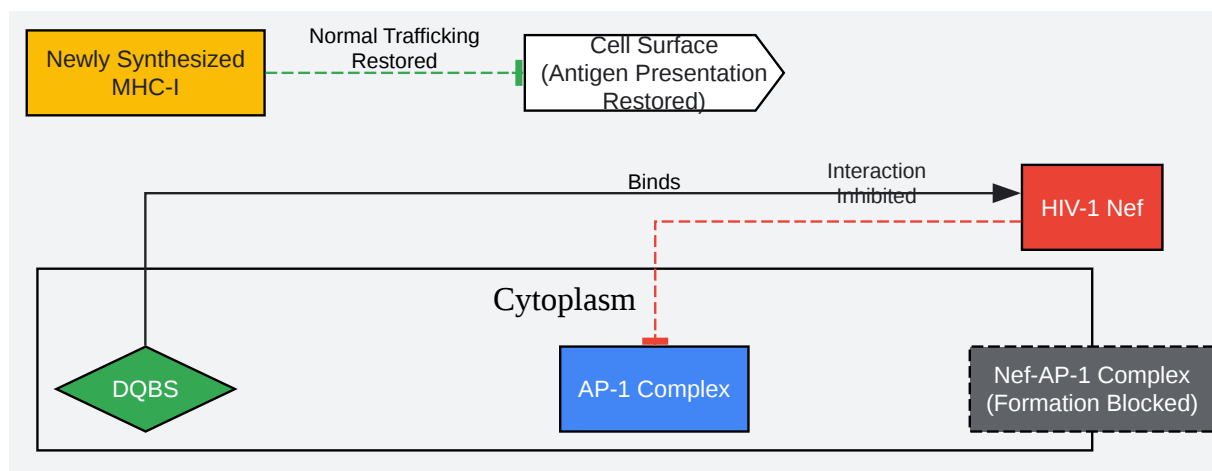 Newly Synthesized
MHC-I
Normal Trafficking
Restored
Cell Surface
(Antigen Presentation
Restored)
Binds
Interaction
Inhibited
HIV-1 Nef
Cytoplasm
DQBS
AP-1 Complex
Nef-AP-1 Complex
(Formation Blocked)